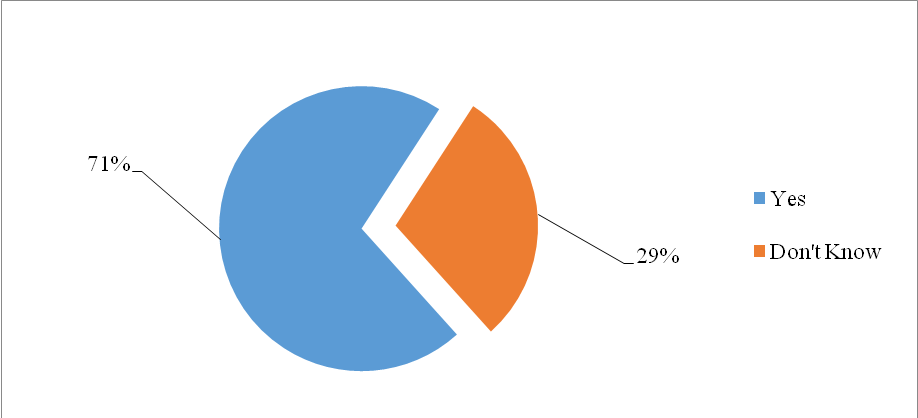 71%
Yes
Don't Know
29%